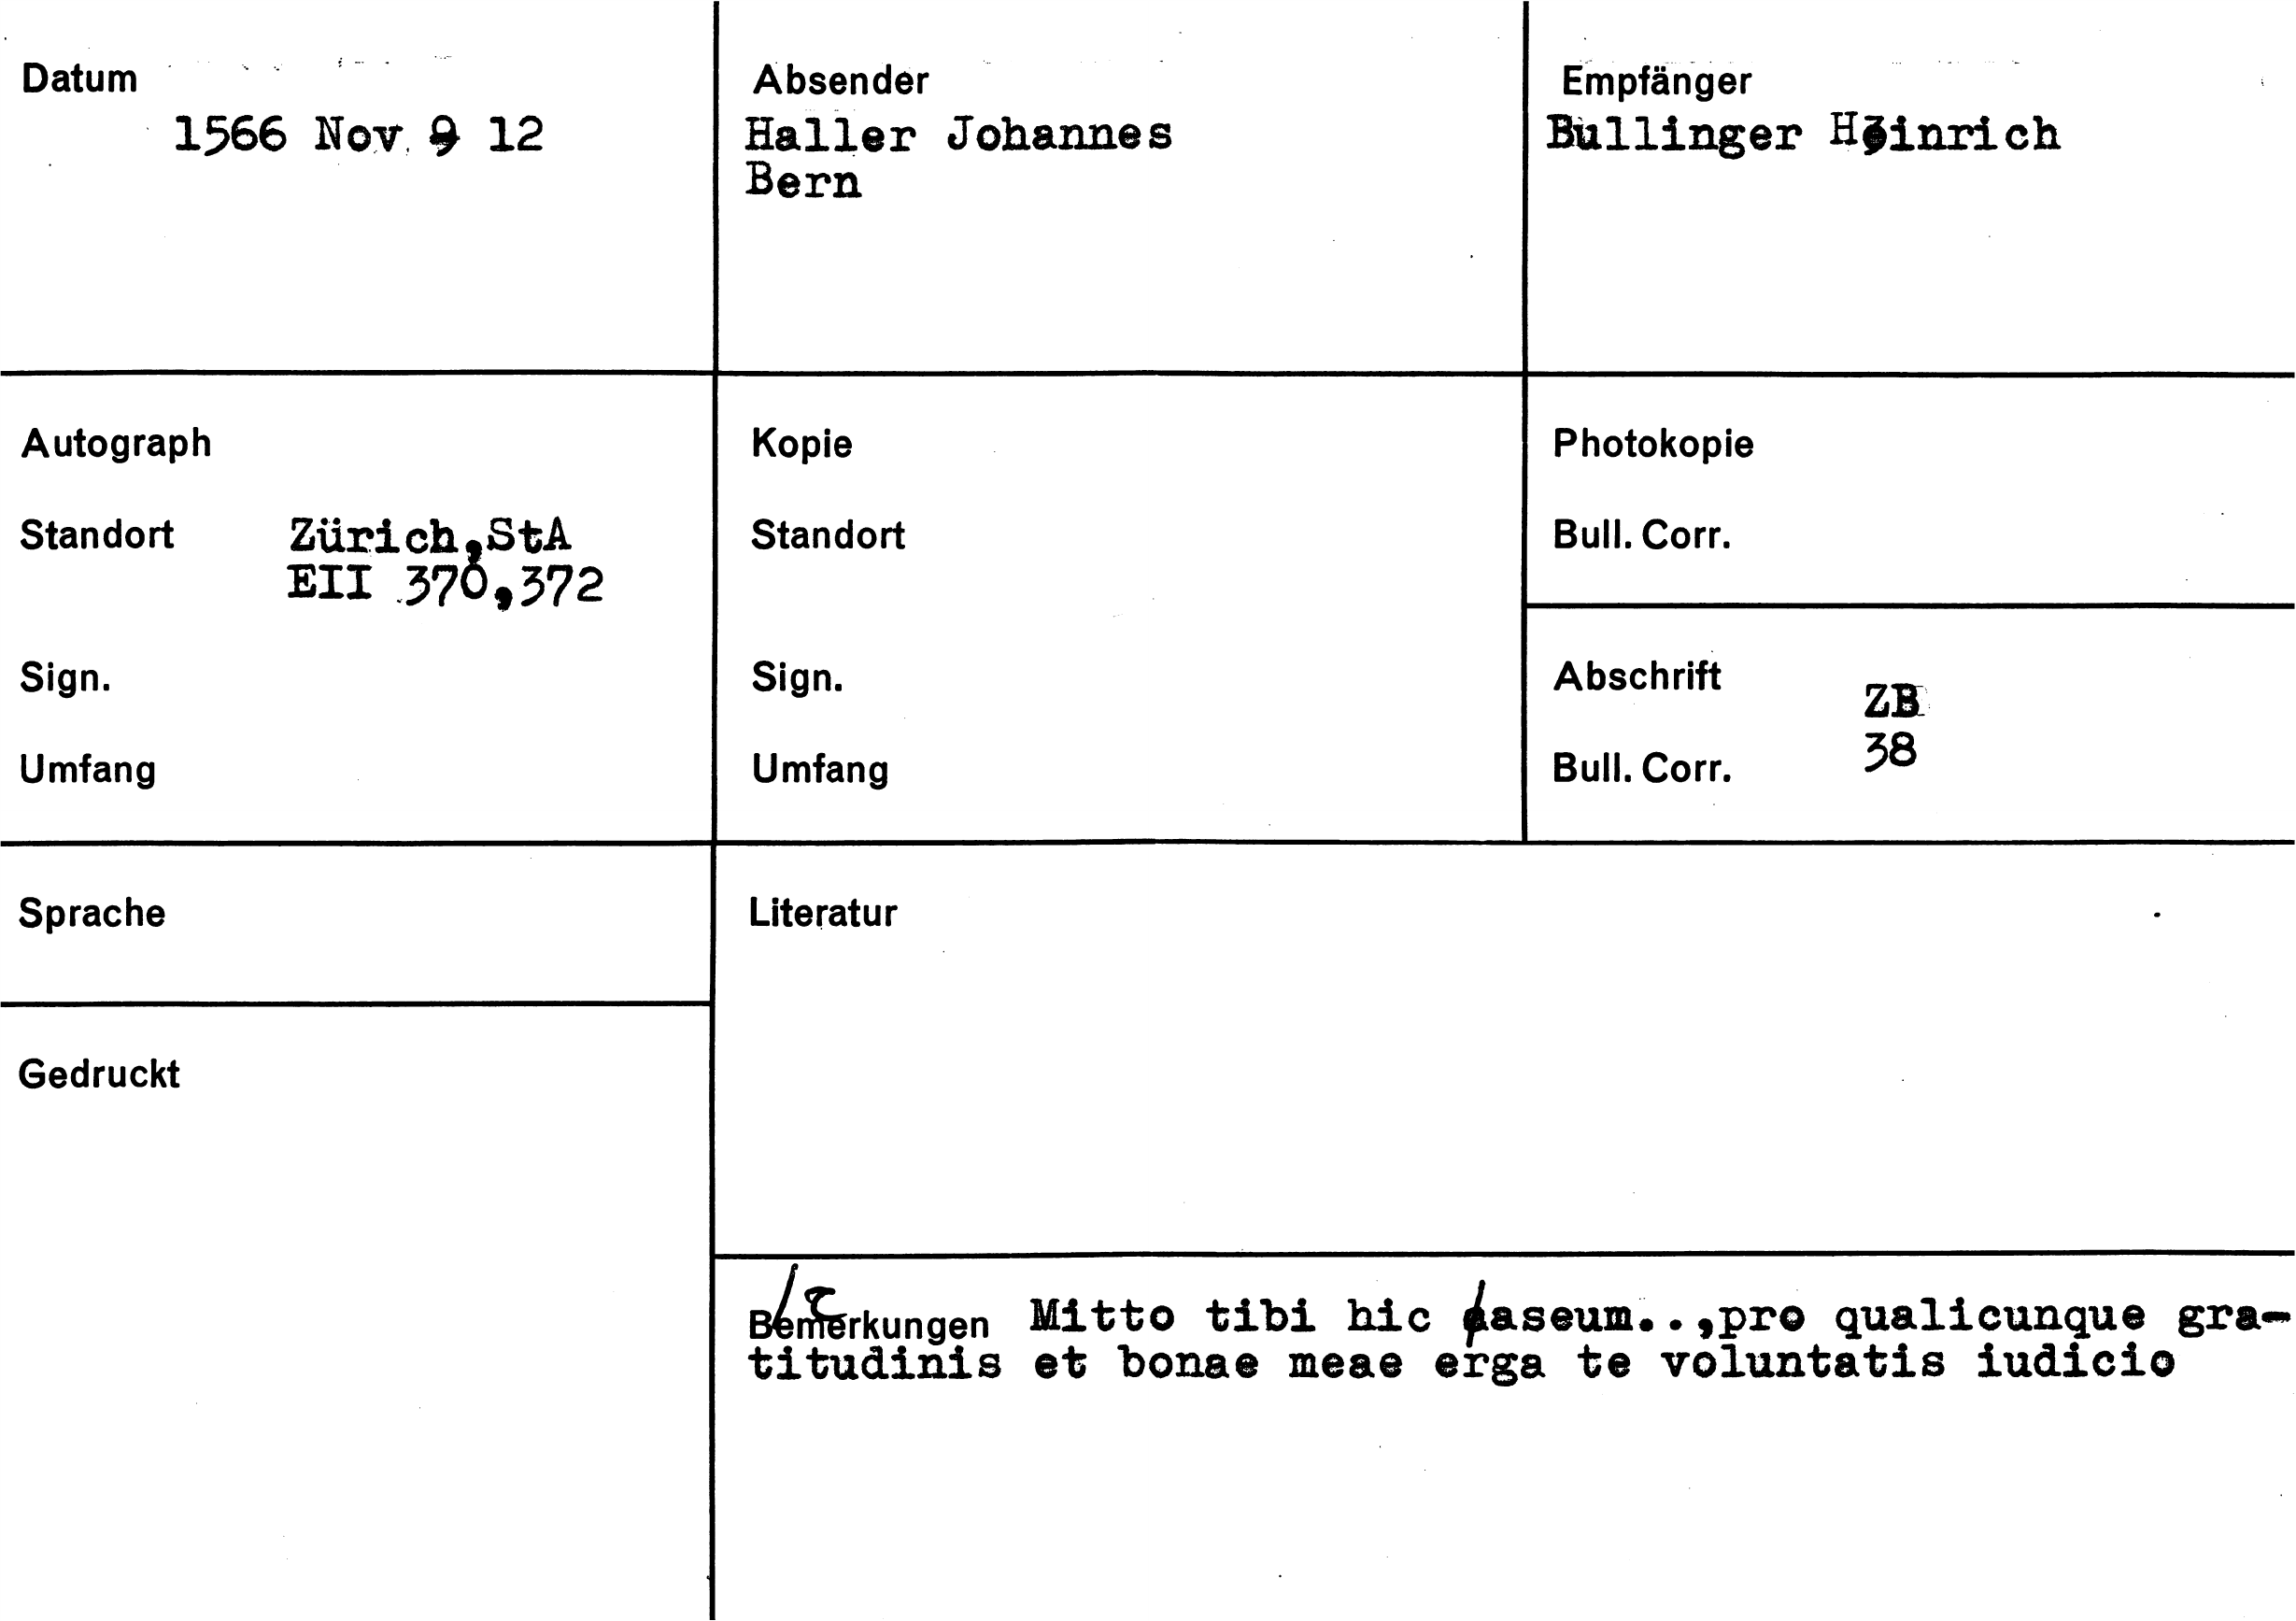 Datum
1566 Nov. 9 12
Absender
Haller Johannes
Bern
Empfänger
Bullinger Heinrich
Autograph
Standort Zürich,StA
EII 370,372
Sign.
Umfang
Kopie
Standort
Sign.
Umfang
Photokopie
Bull. Corr.
Abschrift ZB
38
Bull. Corr.
Sprache
Gedruckt
Literatur
Bemerkungen Mitto tibi hic caseum..,pro qualicunque gra-
titudinis et bonae meae erga te voluntatis iudicio